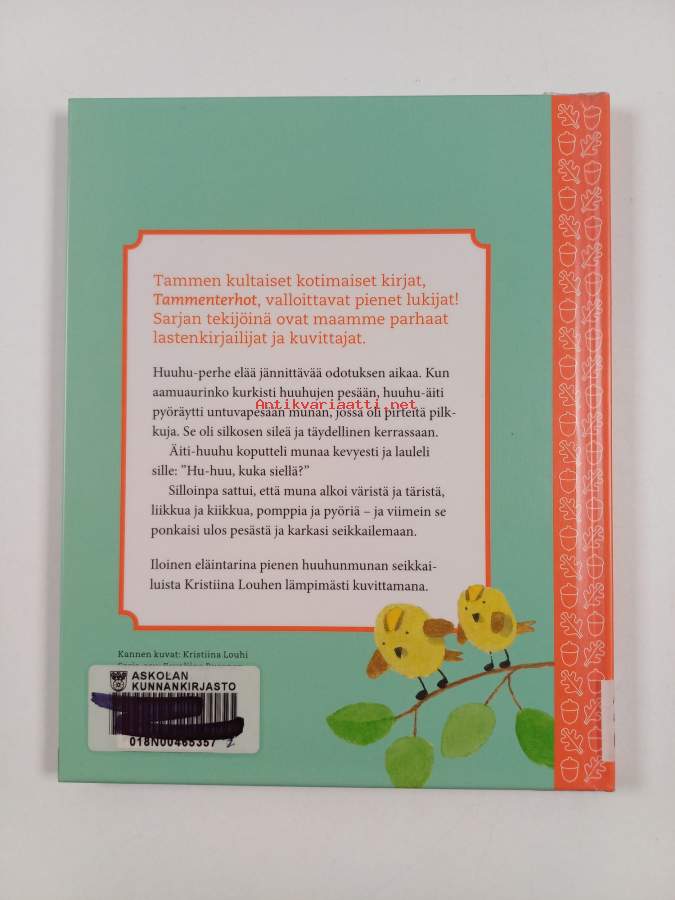 Tammen kultaiset kotimaiset kirjat,
Tammenterhot, valloittavat pienet lukijat!
Sarjan tekijöinä ovat maamme parhaat
lastenkirjailijat ja kuvittajat.
Huuhu-perhe elää jännittävää odotuksen aikaa. Kun
aamuaurinko kurkisti huuhujen pesään, huuhu-äiti
pyöräytti untuvapesään munan, jossa oli pirteitä pilk-
kuja. Se oli silkosen sileä ja täydellinen kerrassaan.
Antikvariaatti.net
Äiti-huuhu koputteli munaa kevyesti ja lauleli
sille: ”Hu-huu, kuka siellä?”
Silloinpa sattui, että muna alkoi väristä ja täristä,
liikkua ja kiikkua, pomppia ja pyöriä – ja viimein se
ponkaisi ulos pesästä ja karkasi seikkailemaan.
Iloinen eläintarina pienen huuhunmunan seikkai-
luista Kristiina Louhen lämpimästi kuvittamana.
Kannen kuvat: Kristiina Louhi
ASKOLAN
KUNNANKIRJASTO
018N00465357